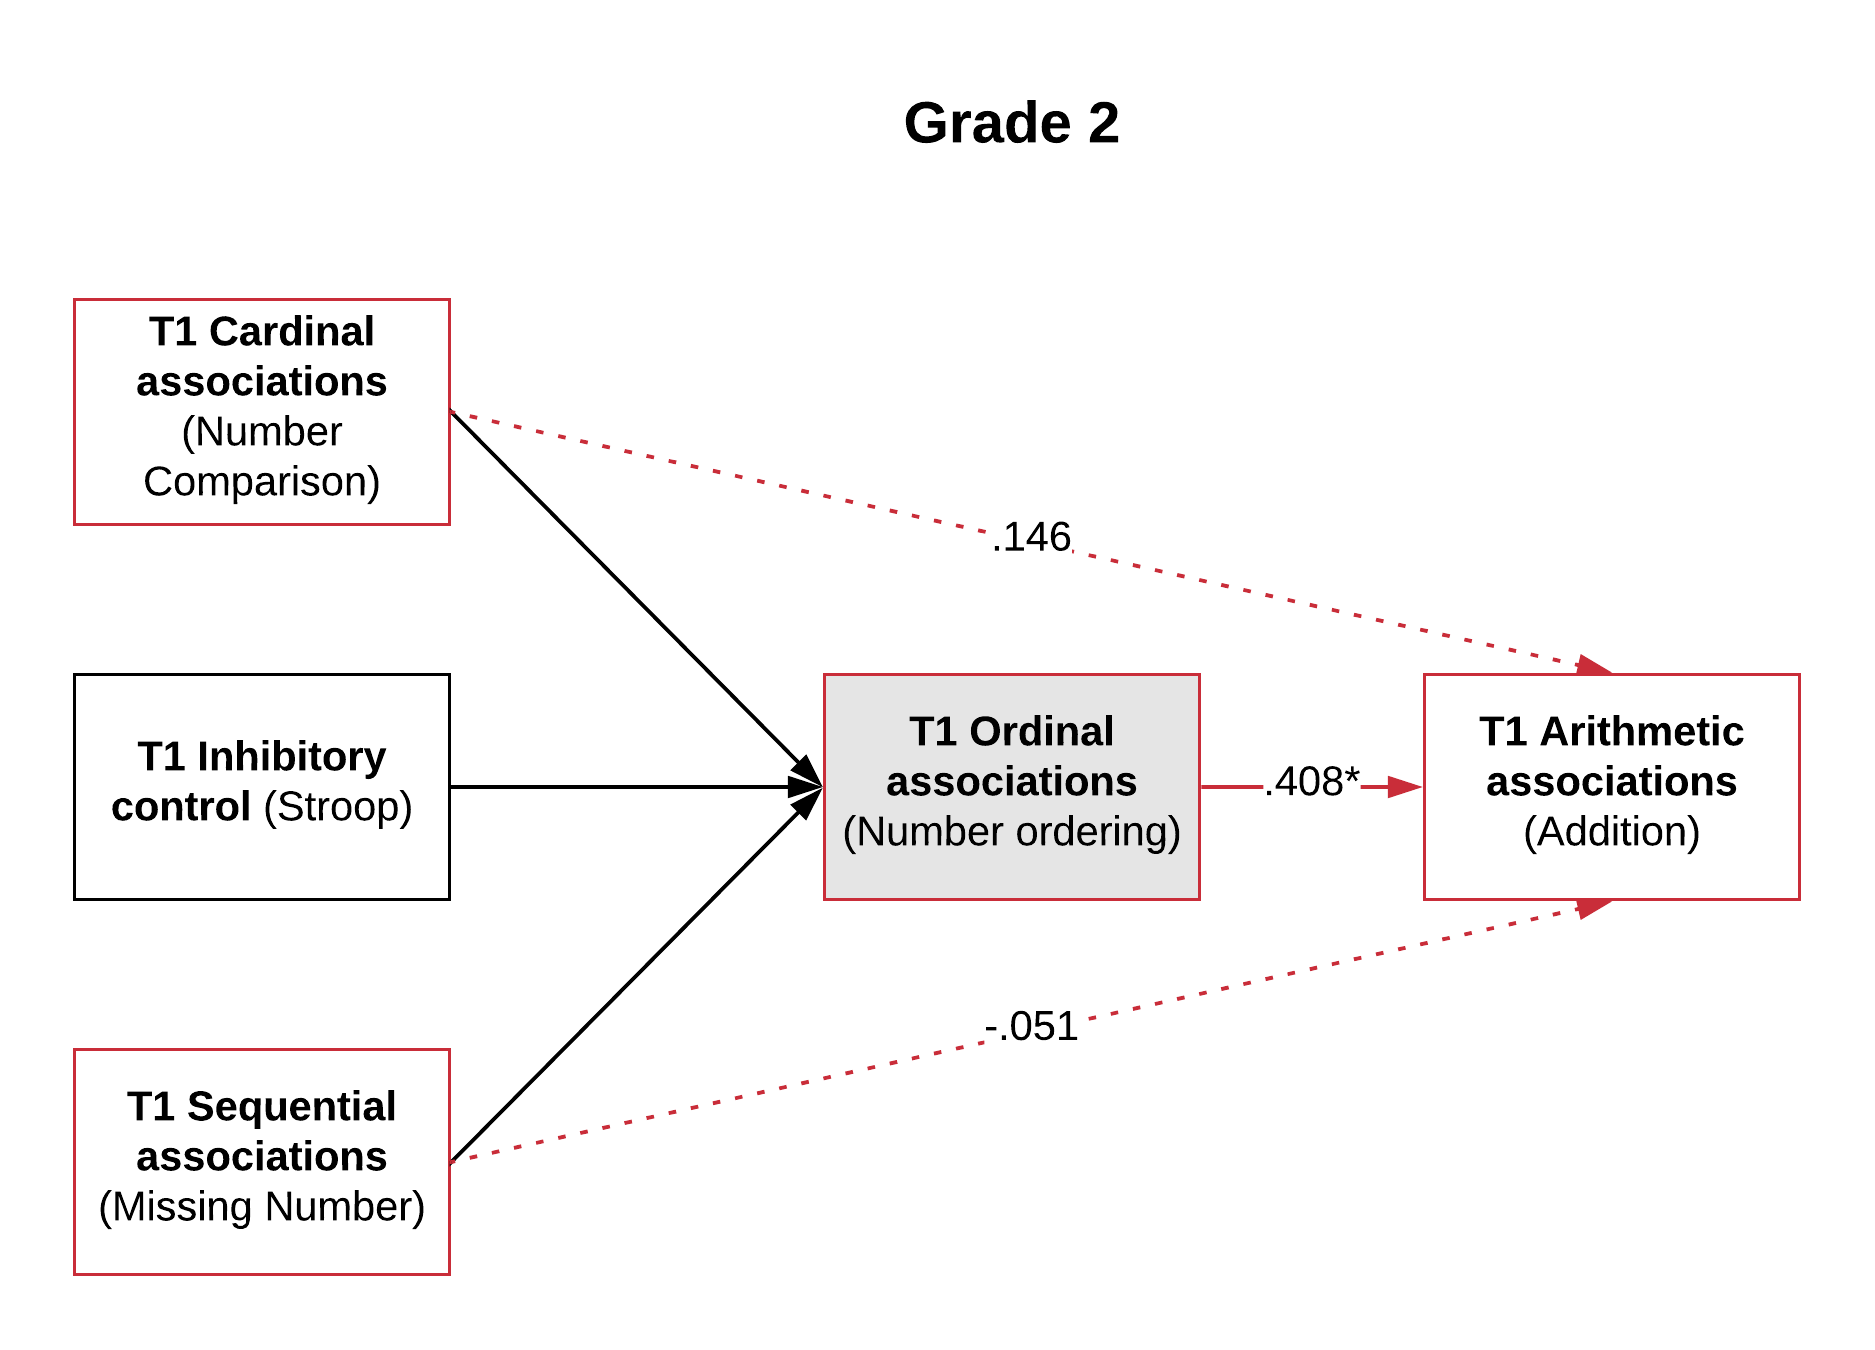 Grade 2
T1 Cardinal
associations
(Number
Comparison)
.146
T1 Inhibitory
control (Stroop)
T1 Ordinal
associations
(Number ordering)
.408*
T1 Arithmetic
associations
(Addition)
-.051
T1 Sequential
associations
(Missing Number)